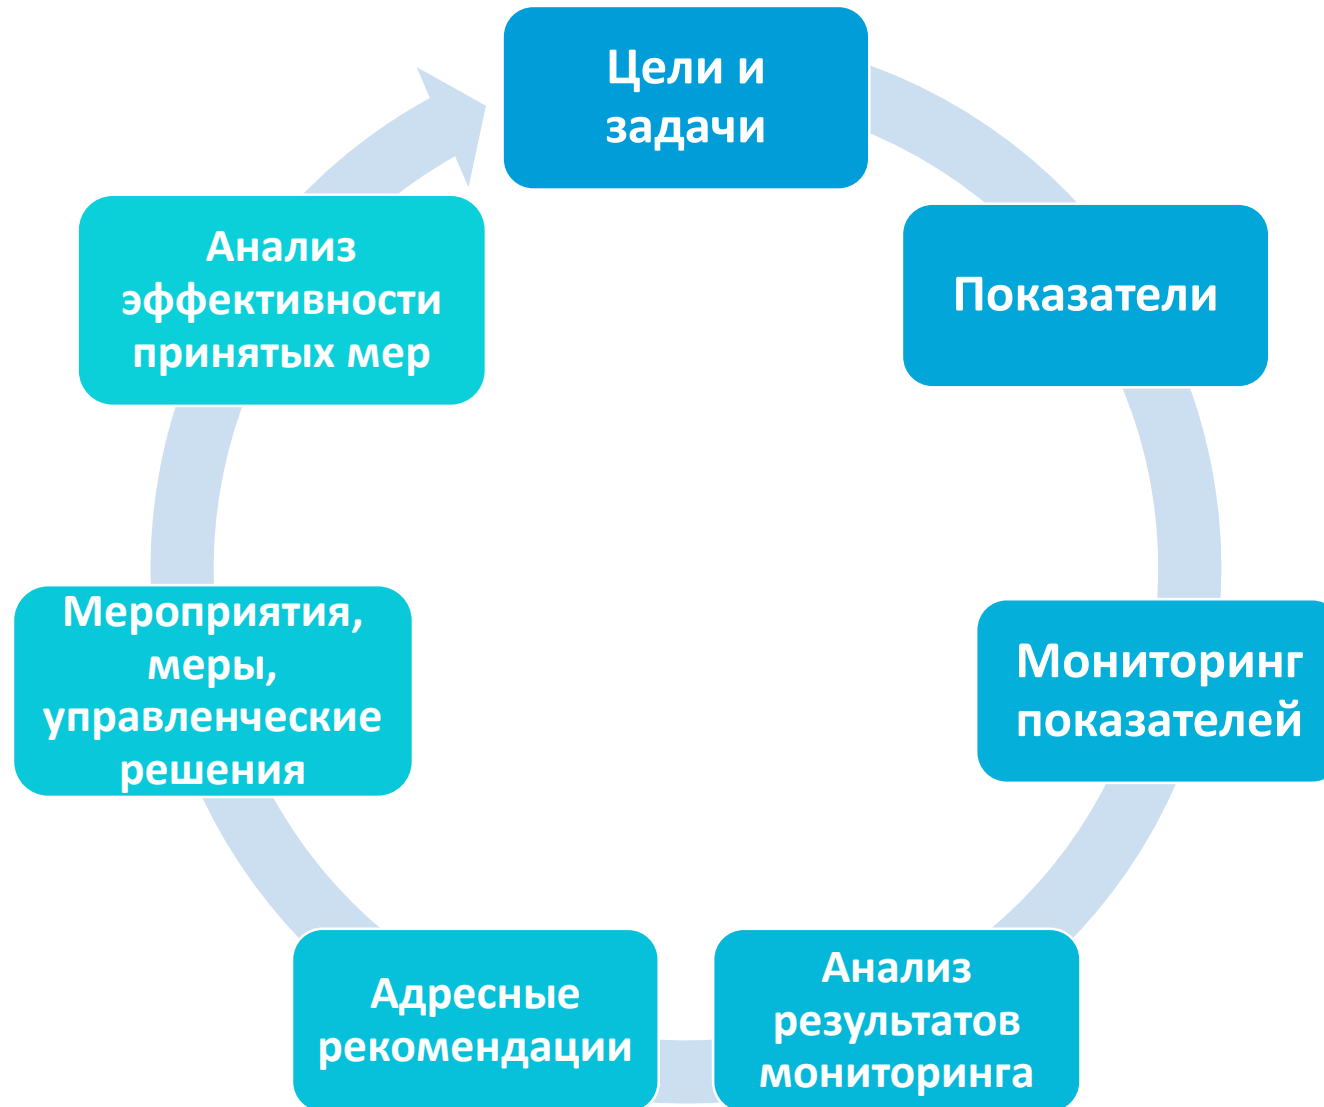 Цели и
задачи
Показатели
Мониторинг
показателей
Анализ
результатов
мониторинга
Адресные
рекомендации
Мероприятия,
меры,
управленческие
решения
Анализ
эффективности
принятых мер